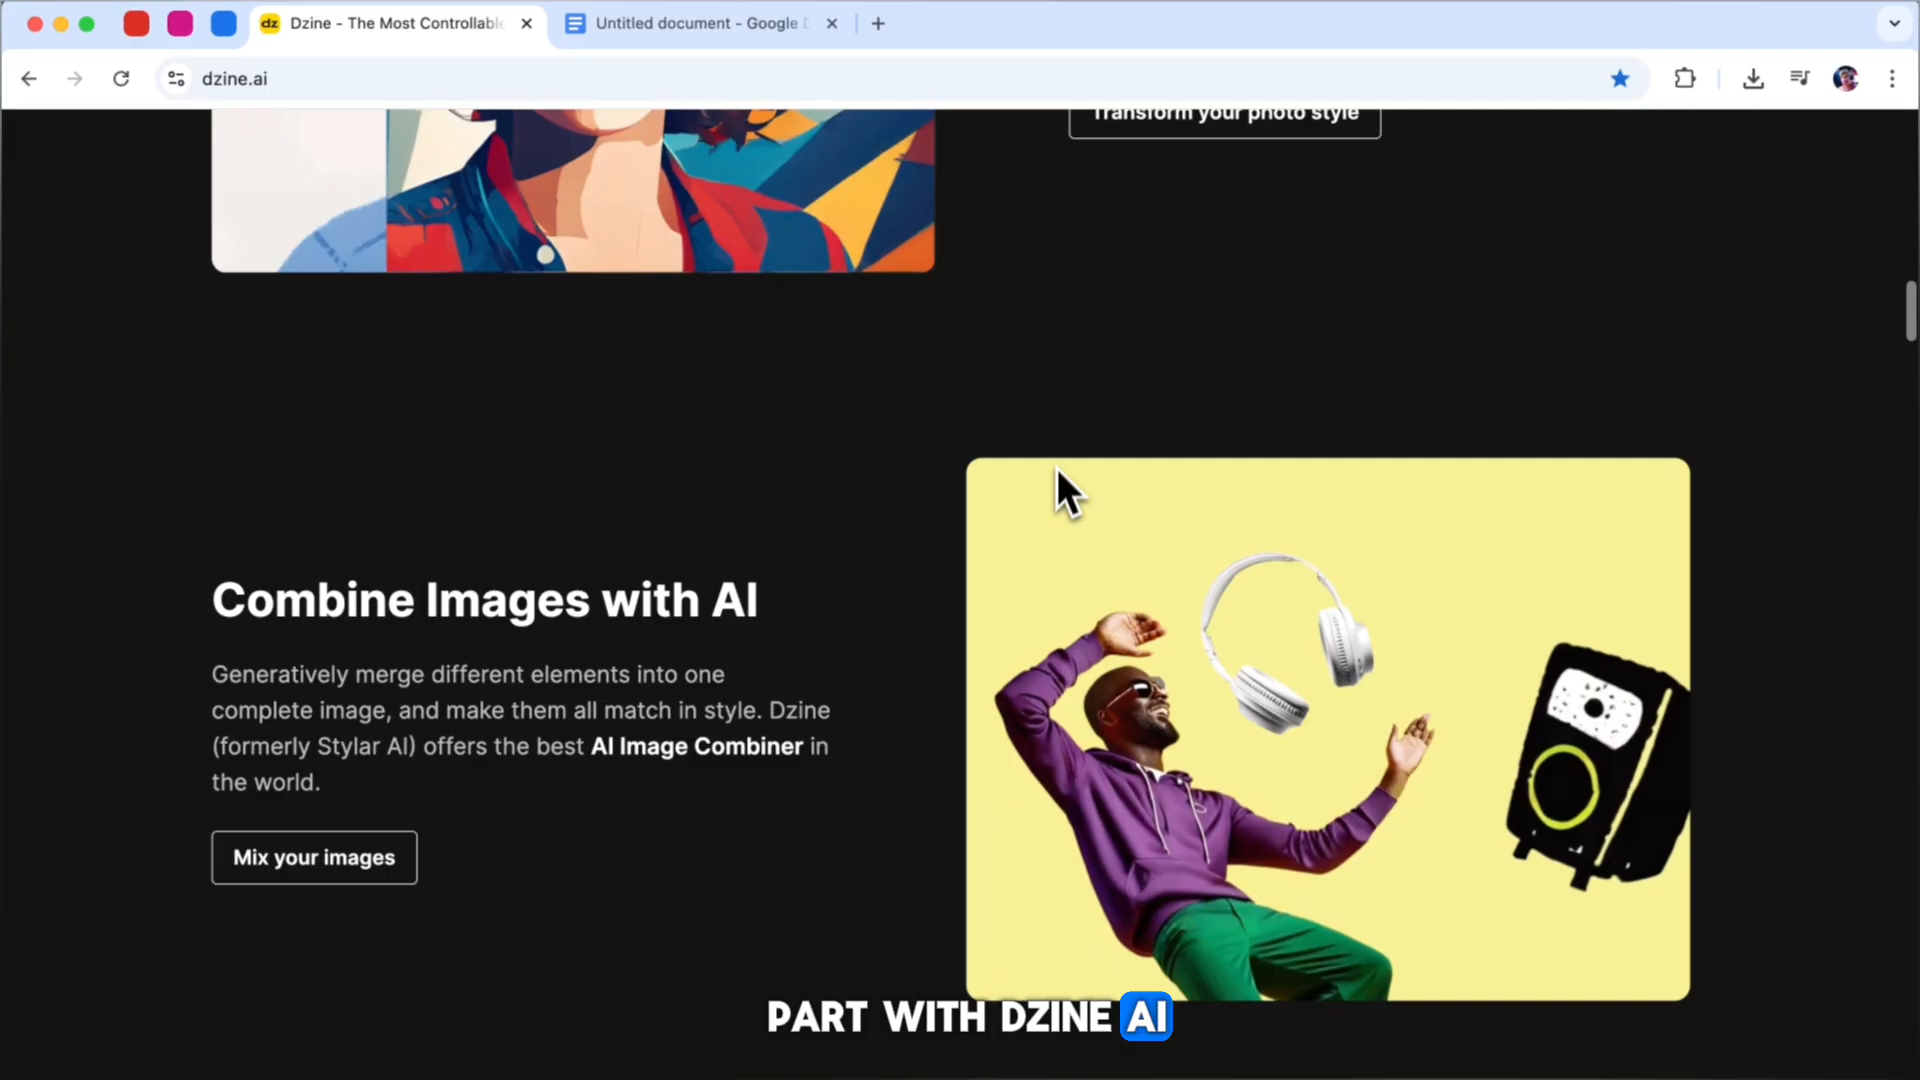 dz Dzine - The Most Controllable
Untitled document - Google D
dzine.ai
Transform your photo style
Combine Images with AI
Generatively merge different elements into one
complete image, and make them all match in style. Dzine
(formerly Stylar AI) offers the best AI Image Combiner in
the world.
Mix your images
PART WITH DZINE AI